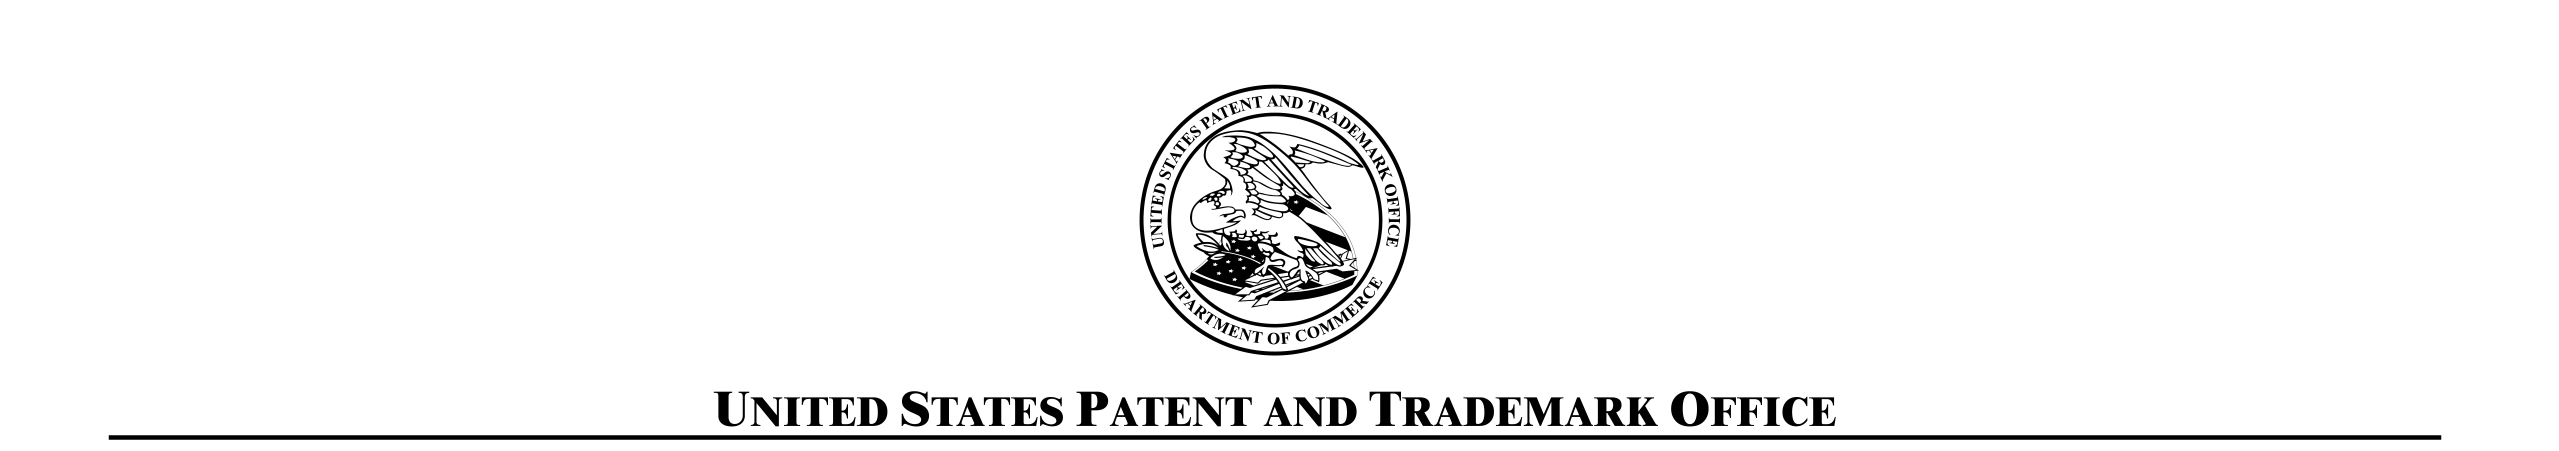 UNITED STATES PATENT AND TRADEMARK OFFICE
DEPARTMENT OF COMMERCE
UNITED STATES PATENT AND TRADEMARK OFFICE